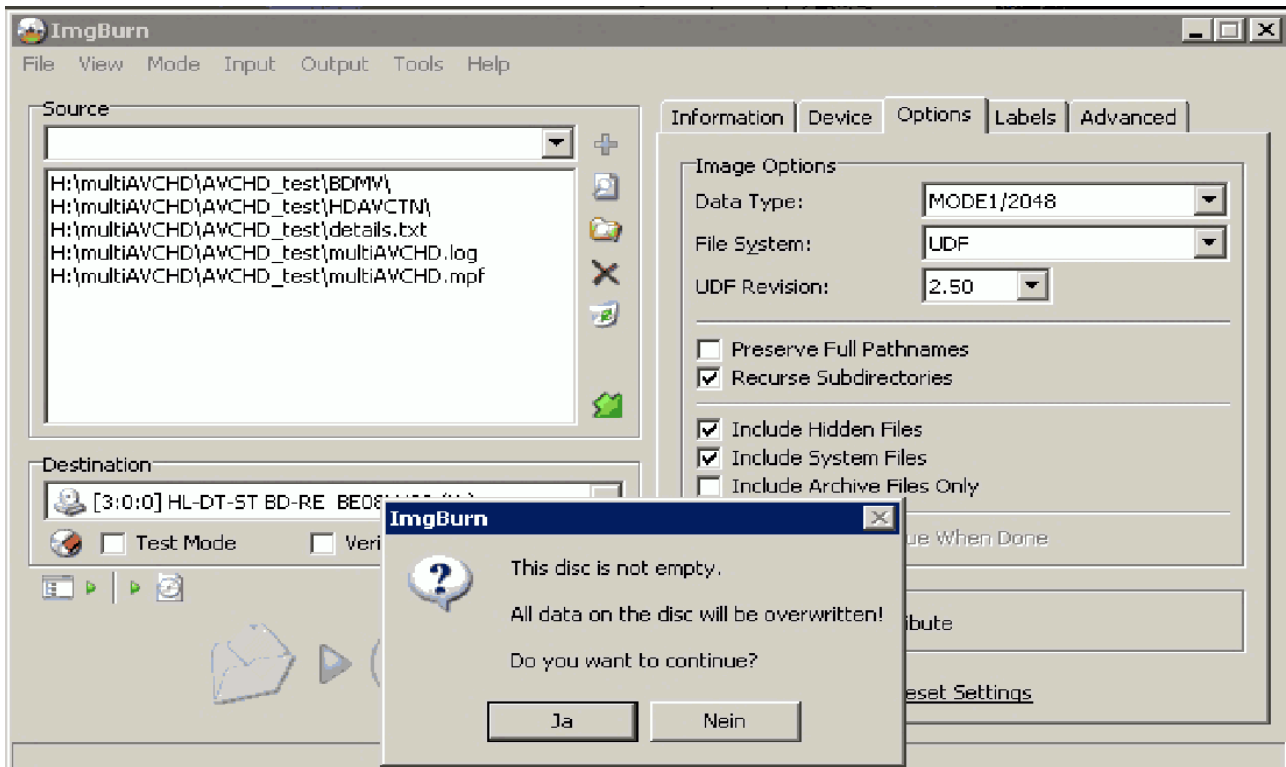 ImgBurn
File View Mode Input Output Tools Help
Source
H:\multiAVCHD\AVCHD_test\BDMV\
H:\multiAVCHD\AVCHD_test\HDAVCTN\
H:\multiAVCHD\AVCHD_test\details.txt
H:\multiAVCHD\AVCHD_test\multiAVCHD.log
H:\multiAVCHD\AVCHD_test\multiAVCHD.mpf
Destination
[3:0:0] HL-DT-ST BD-RE
Test Mode
Information Device Options Labels Advanced
Image Options
Data Type: MODE1/2048
File System: UDF
UDF Revision: 2.50
Preserve Full Pathnames
Recurse Subdirectories
Include Hidden Files
Include System Files
Include Archive Files Only
When Done
Settings
ImgBurn
This disc is not empty.
All data on the disc will be overwritten!
Do you want to continue?
Ja Nein